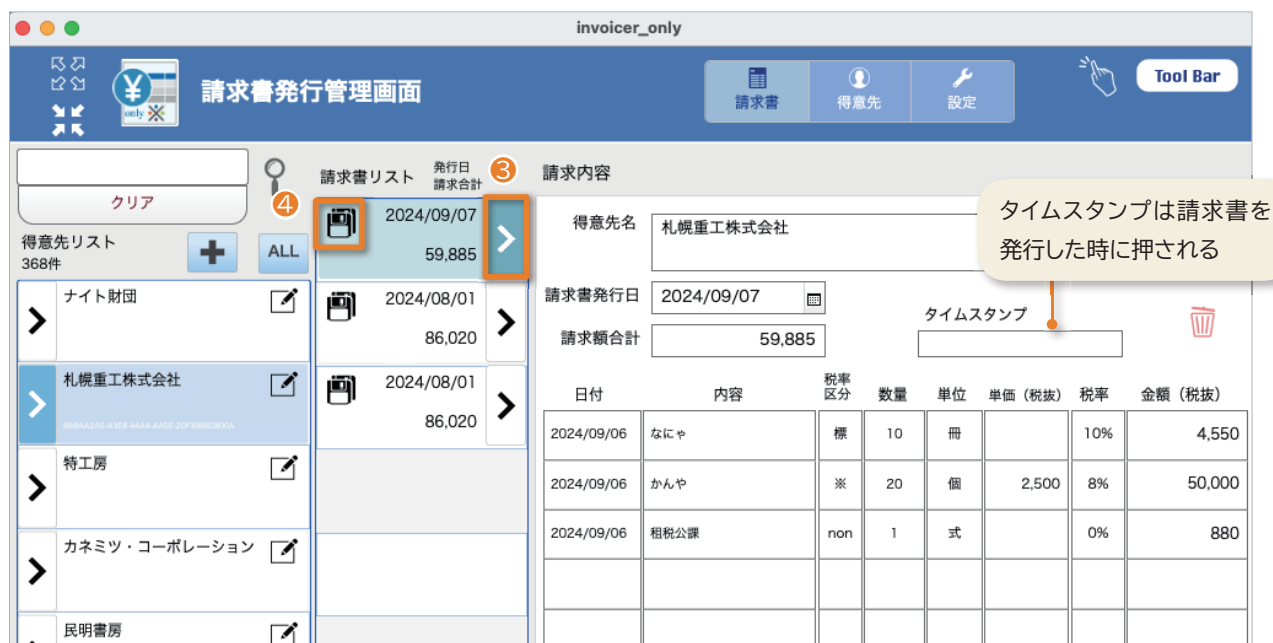 invoicer_only
¥
only ※
請求書発行管理画面
請求書
得意先
設定
Tool Bar
クリア
4
得意先リスト
368件
ALL
ナイト財団
札幌重工株式会社
特工房
カネミツ・コーポレーション
民明書房
請求書リスト
発行日
請求合計
3
2024/09/07
59,885
2024/08/01
86,020
2024/08/01
86,020
請求内容
タイムスタンプは請求書を
発行した時に押される
得意先名 札幌重工株式会社
請求書発行日 2024/09/07
タイムスタンプ
請求額合計 59,885
日付 内容 税率区分 数量 単位 単価（税抜） 税率 金額（税抜）
2024/09/06 なにゃ 標 10 冊 10% 4,550
2024/09/06 かんや ※ 20 個 2,500 8% 50,000
2024/09/06 租税公課 non 1 式 0% 880